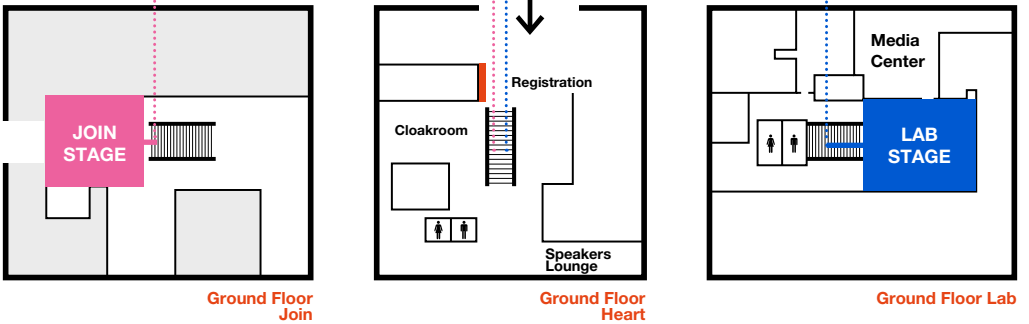 JOIN
STAGE
Ground Floor
Join
Registration
Cloakroom
Speakers
Lounge
Ground Floor
Heart
Media
Center
LAB
STAGE
Ground Floor Lab